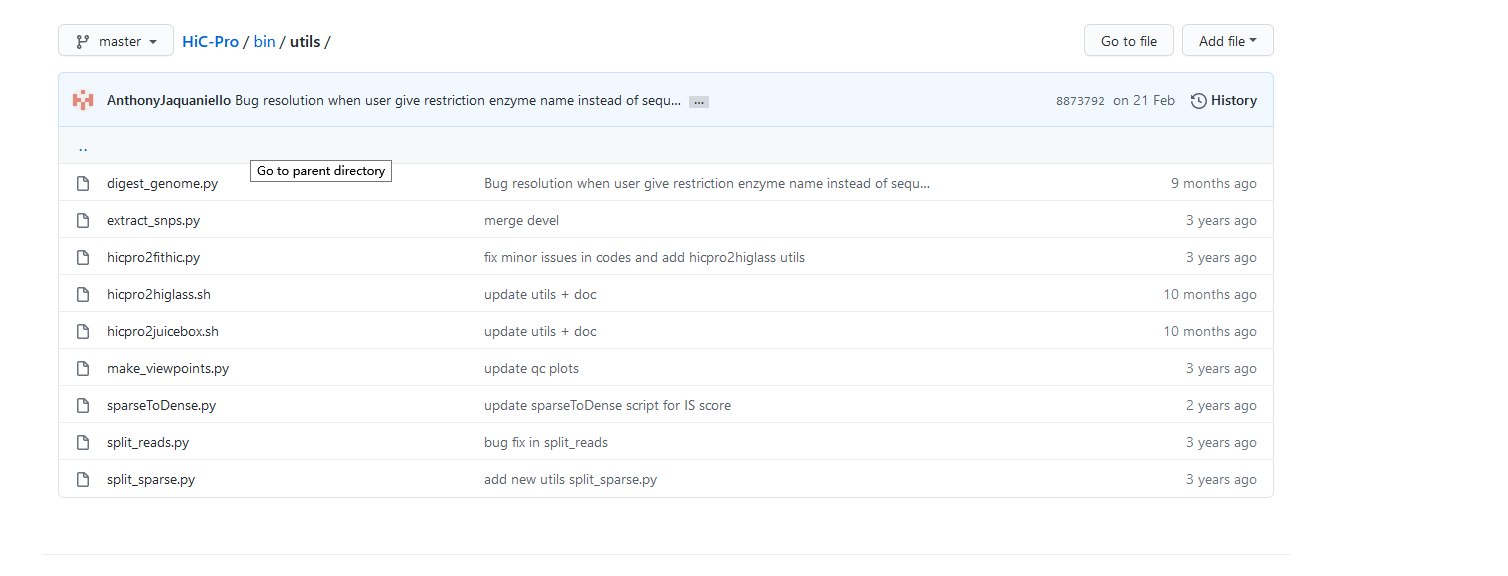 master HiC-Pro / bin / utils / Go to file Add file
AnthonyJaquaniello Bug resolution when user give restriction enzyme name instead of sequ... ... 8873792 on 21 Feb History
..
Go to parent directory
digest_genome.py Bug resolution when user give restriction enzyme name instead of sequ... 9 months ago
extract_snps.py merge devel 3 years ago
hicpro2fithic.py fix minor issues in codes and add hicpro2higlass utils 3 years ago
hicpro2higlass.sh update utils + doc 10 months ago
hicpro2juicebox.sh update utils + doc 10 months ago
make_viewpoints.py update qc plots 3 years ago
sparseToDense.py update sparseToDense script for IS score 2 years ago
split_reads.py bug fix in split_reads 3 years ago
split_sparse.py add new utils split_sparse.py 3 years ago